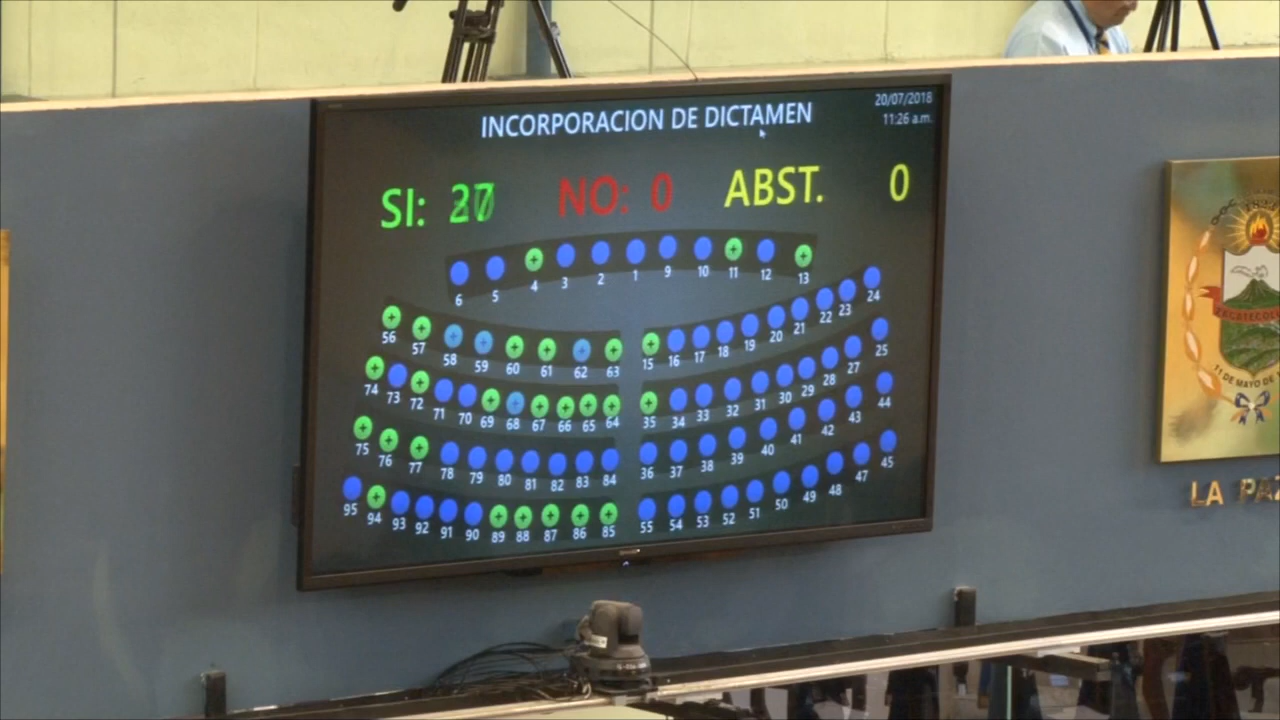 INCORPORACION DE DICTAMEN
20/07/2018
11:26 a.m.
SI: NO: 0 ABST. 0
6 5 4 3 2 1 9 10 11 12 13
56 57 58 59 60 61 62 63 15 16 17 18 19 20 21 22 23 24
74 73 72 71 70 69 68 67 66 65 64 35 34 33 32 31 30 29 28 27 25
75 76 77 78 79 80 81 82 83 84 36 37 38 39 40 41 42 43 44
95 94 93 92 91 90 89 88 87 86 85 55 54 53 52 51 50 49 48 47 45
11 DE MAYO DE
LA